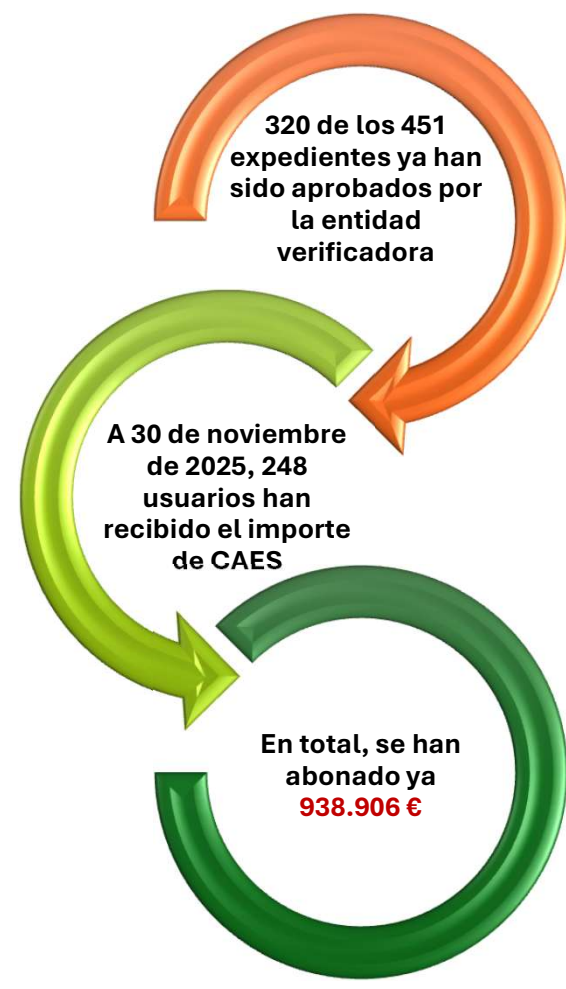 320 de los 451
expedientes ya han
sido aprobados por
la entidad
verificadora
A 30 de noviembre
de 2025, 248
usuarios han
recibido el importe
de CAES
En total, se han
abonado ya
938.906 €